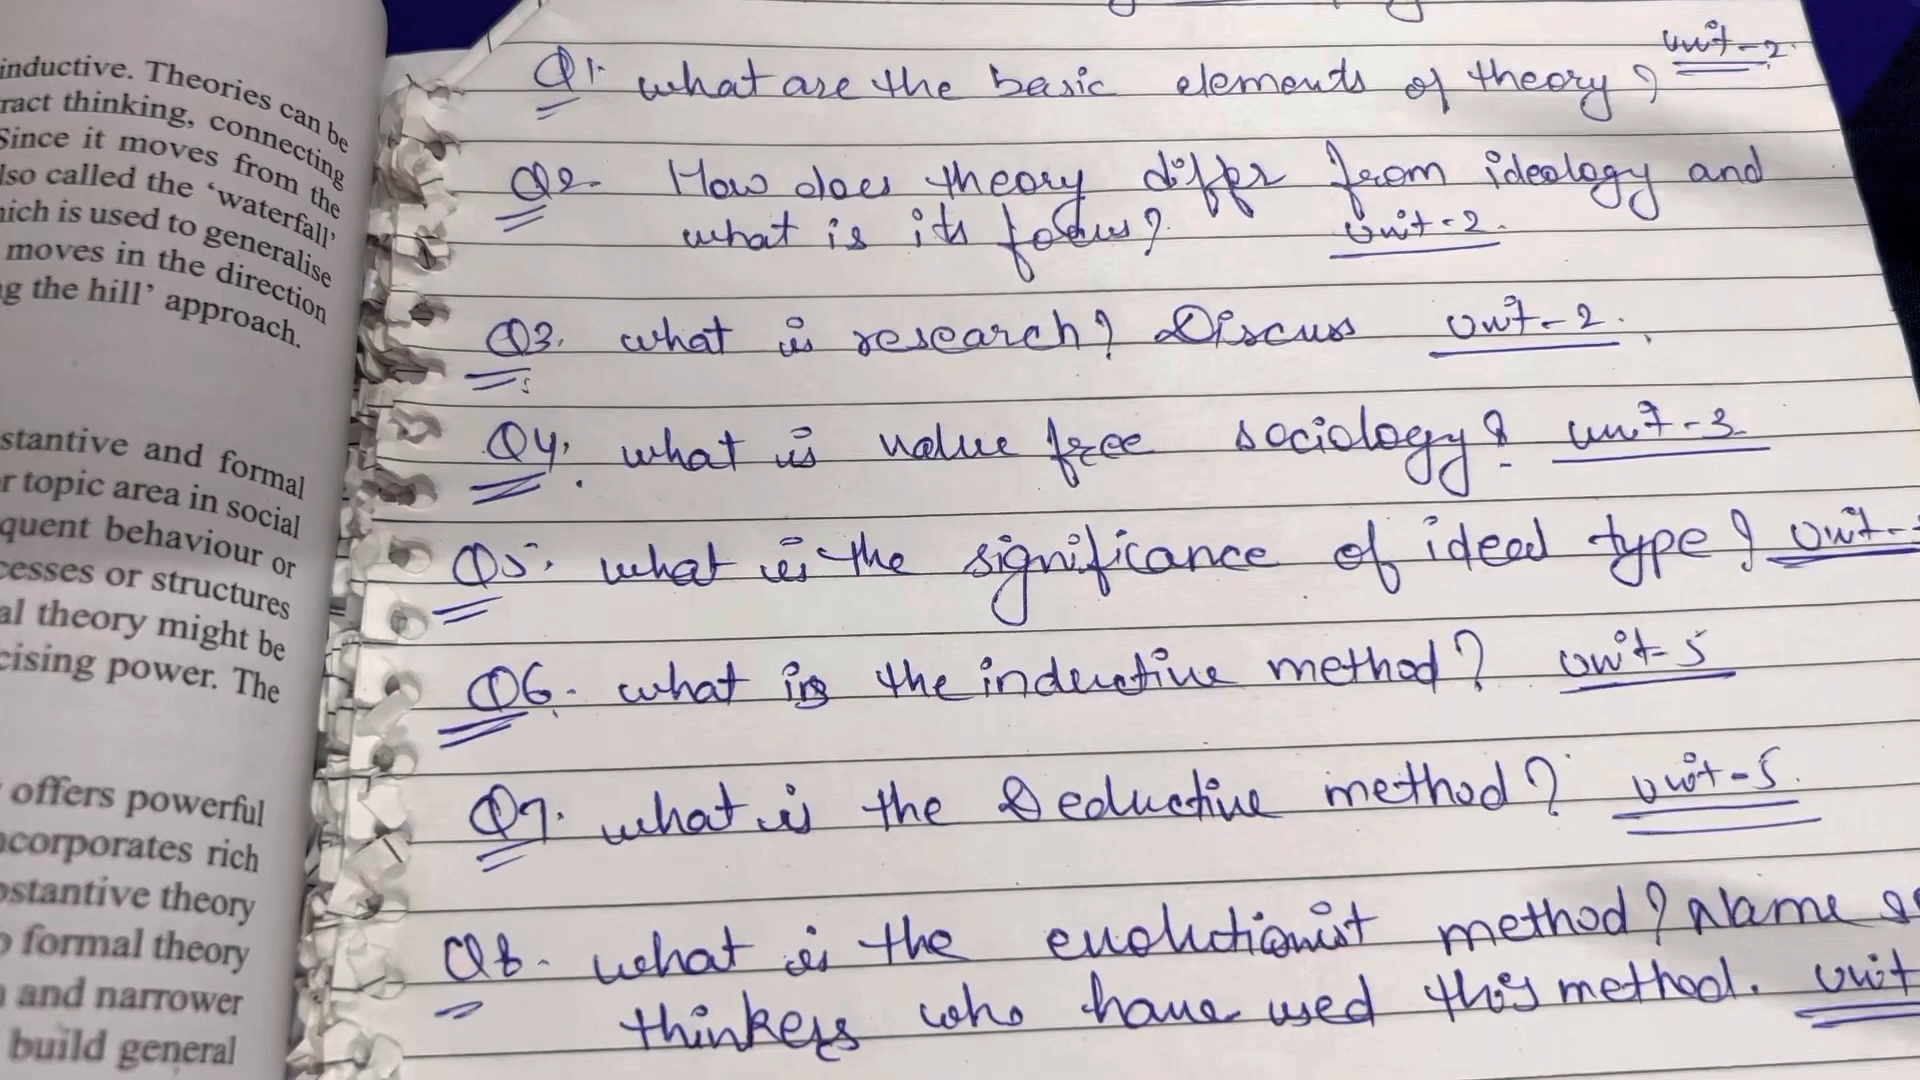 inductive. Theories can be
ract thinking, connecting
Since it moves from the
lso called the ‘waterfall’
ich is used to generalise
moves in the direction
g the hill’ approach.
stantive and formal
r topic area in social
quent behaviour or
cesses or structures
al theory might be
cising power. The
offers powerful
ncorporates rich
ostantive theory
o formal theory
and narrower
build general
Q1. what are the basic elements of theory? unit-2.
Q2. How does theory differ from ideology and
what is its focus? unit-2.
Q3. what is research? Discuss unit-2.
Q4. what is value free sociology? unit-3
Q5. what is the significance of ideal type? unit-
Q6. what is the inductive method? unit-5
Q7. what is the Deductive method? unit-5.
Q8. what is the evolutionist method? Name
thinkers who have used this method. unit